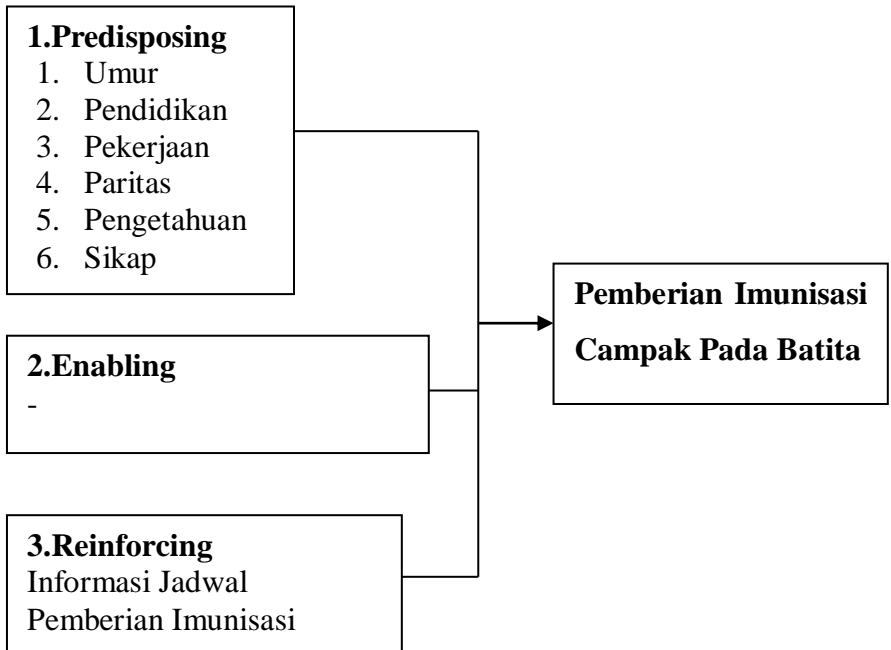 1.Predisposing
1. Umur
2. Pendidikan
3. Pekerjaan
4. Paritas
5. Pengetahuan
6. Sikap
Pemberian Imunisasi
Campak Pada Batita
2.Enabling
-
3.Reinforcing
Informasi Jadwal
Pemberian Imunisasi